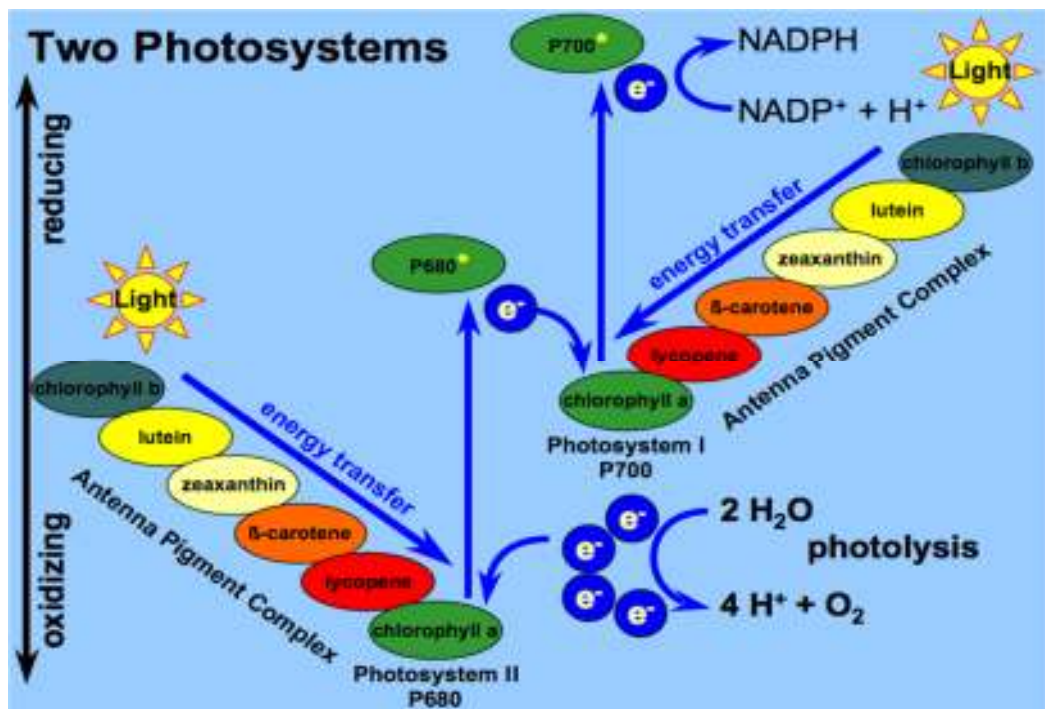 Two Photosystems
reducing
oxidizing
P700
e-
NADPH
NADP+ + H+
Light
chlorophyll b
lutein
zeaxanthin
ß-carotene
lycopene
chlorophyll a
energy transfer
Antenna Pigment Complex
Photosystem I
P700
P680
e-
Light
chlorophyll b
lutein
zeaxanthin
ß-carotene
lycopene
chlorophyll a
energy transfer
Antenna Pigment Complex
Photosystem II
P680
e-
e-
e-
e-
2 H₂O
photolysis
4 H+ + O₂